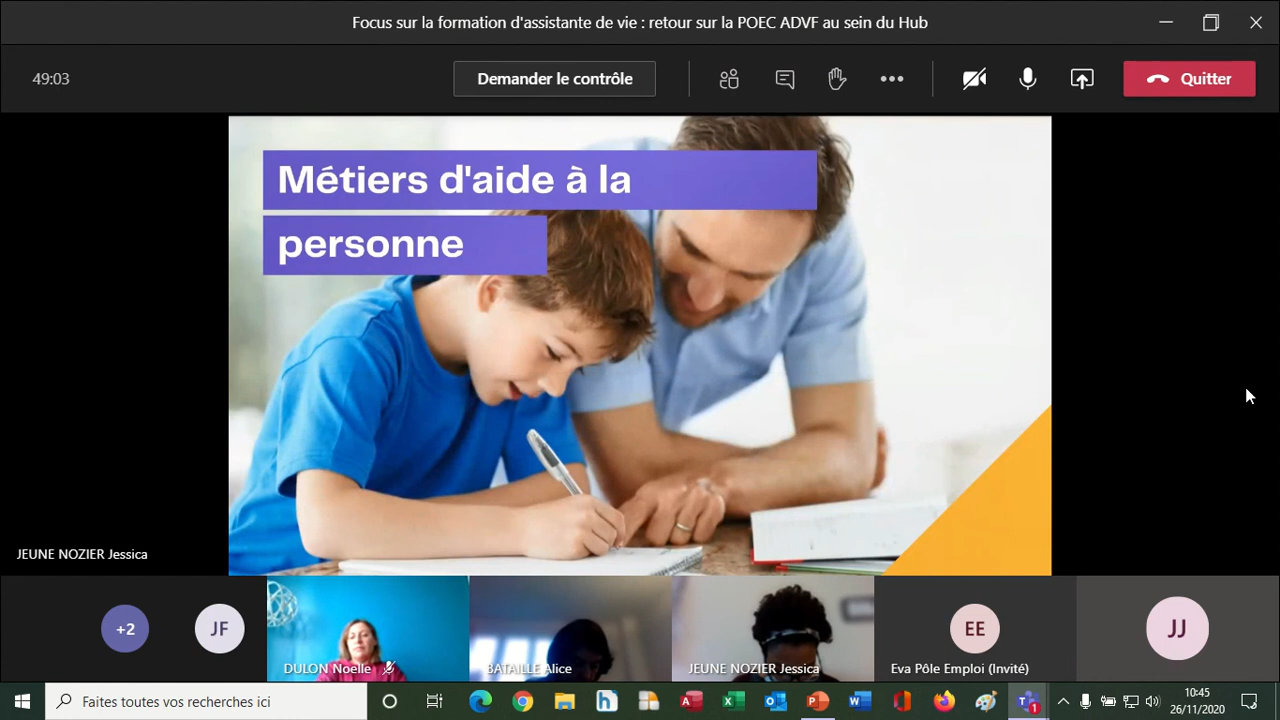 Focus sur la formation d'assistante de vie : retour sur la POEC ADVF au sein du Hub
49:03
Demander le contrôle
Quitter
Métiers d'aide à la
personne
JEUNE NOZIER Jessica
+2
JF
DULON Noelle
BATAILLE Alice
JEUNE NOZIER Jessica
EE
Eva Pôle Emploi (Invité)
JJ
Faites toutes vos recherches ici
10:45
26/11/2020